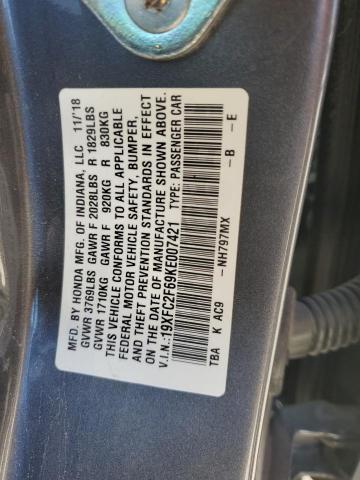 MFD. BY HONDA MFG. OF INDIANA, LLC 11/'18
GVWR 3769LBS GAWR F 2028LBS R 1829LBS
GVWR 1710KG GAWR F 920KG R 830KG
THIS VEHICLE CONFORMS TO ALL APPLICABLE
FEDERAL MOTOR VEHICLE SAFETY, BUMPER,
AND THEFT PREVENTION STANDARDS IN EFFECT
ON THE DATE OF MANUFACTURE SHOWN ABOVE.
V.I.N.:19XFC2F69KE007421 TYPE: PASSENGER CAR
-NH797MX -B -E
TBA K AC9